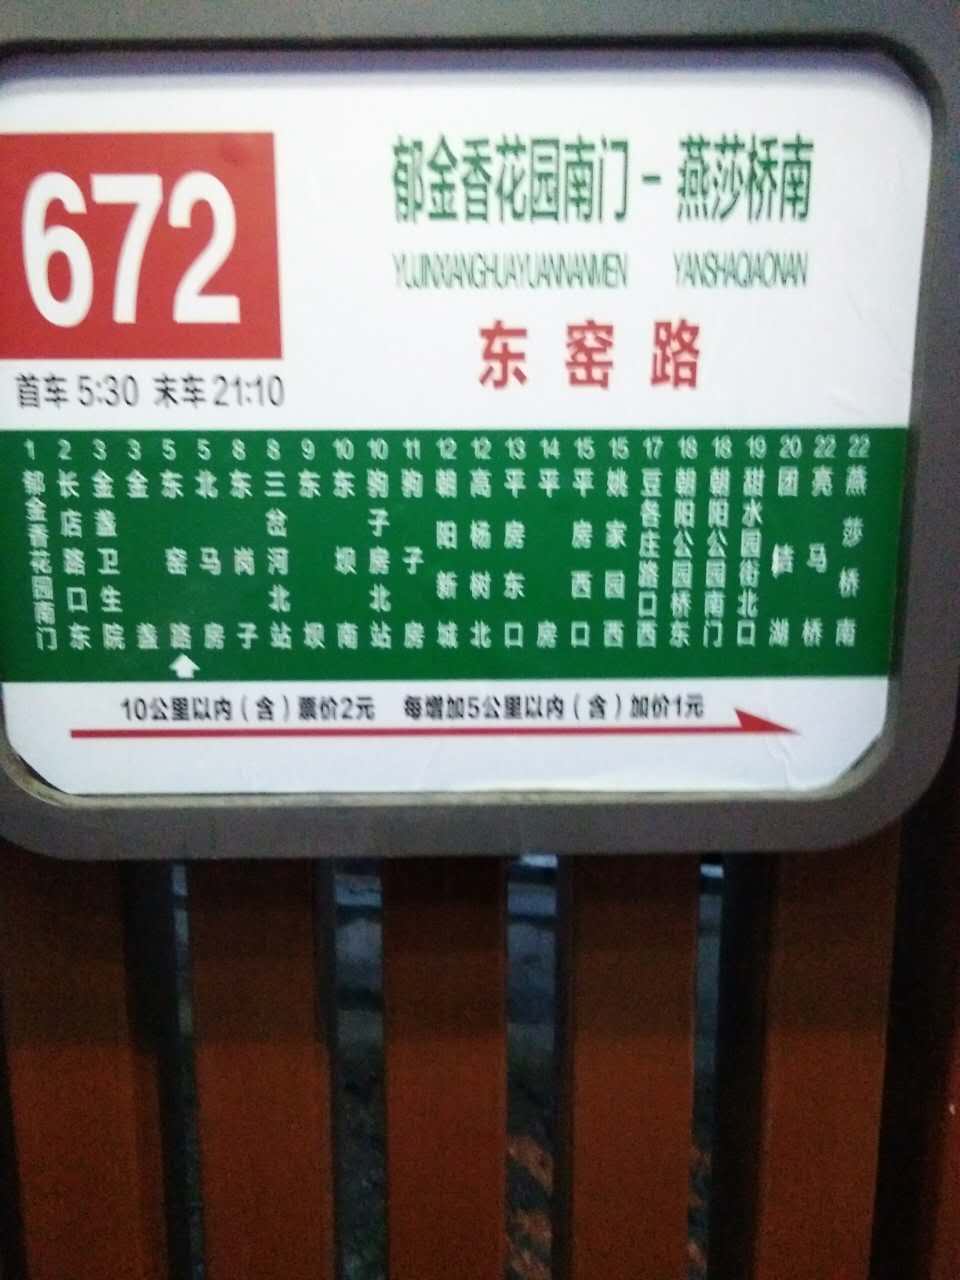 672
郁金香花园南门-燕莎桥南
YUJINXIANGHUAYUANNANMEN YANSHAQIAONAN
东窑路
首车 5:30 末车 21:10
1 2 3 3 5 5 8 8 9 10 10 11 12 12 13 14 15 15 17 18 18 19 20 22 22
郁金香花园南门
长店路口东
金盏卫生院
金盏
东窑路
北马房
东岗子
三岔河北站
东坝
东坝南
驹子房北站
驹子房
朝阳新城
高杨树北
平房东口
平房
平房西口
姚家园西
豆各庄路口西
朝阳公园桥东
朝阳公园南门
甜水园街北口
团结湖
亮马桥
燕莎桥南
10公里以内(含)票价2元 每增加5公里以内(含)加价1元